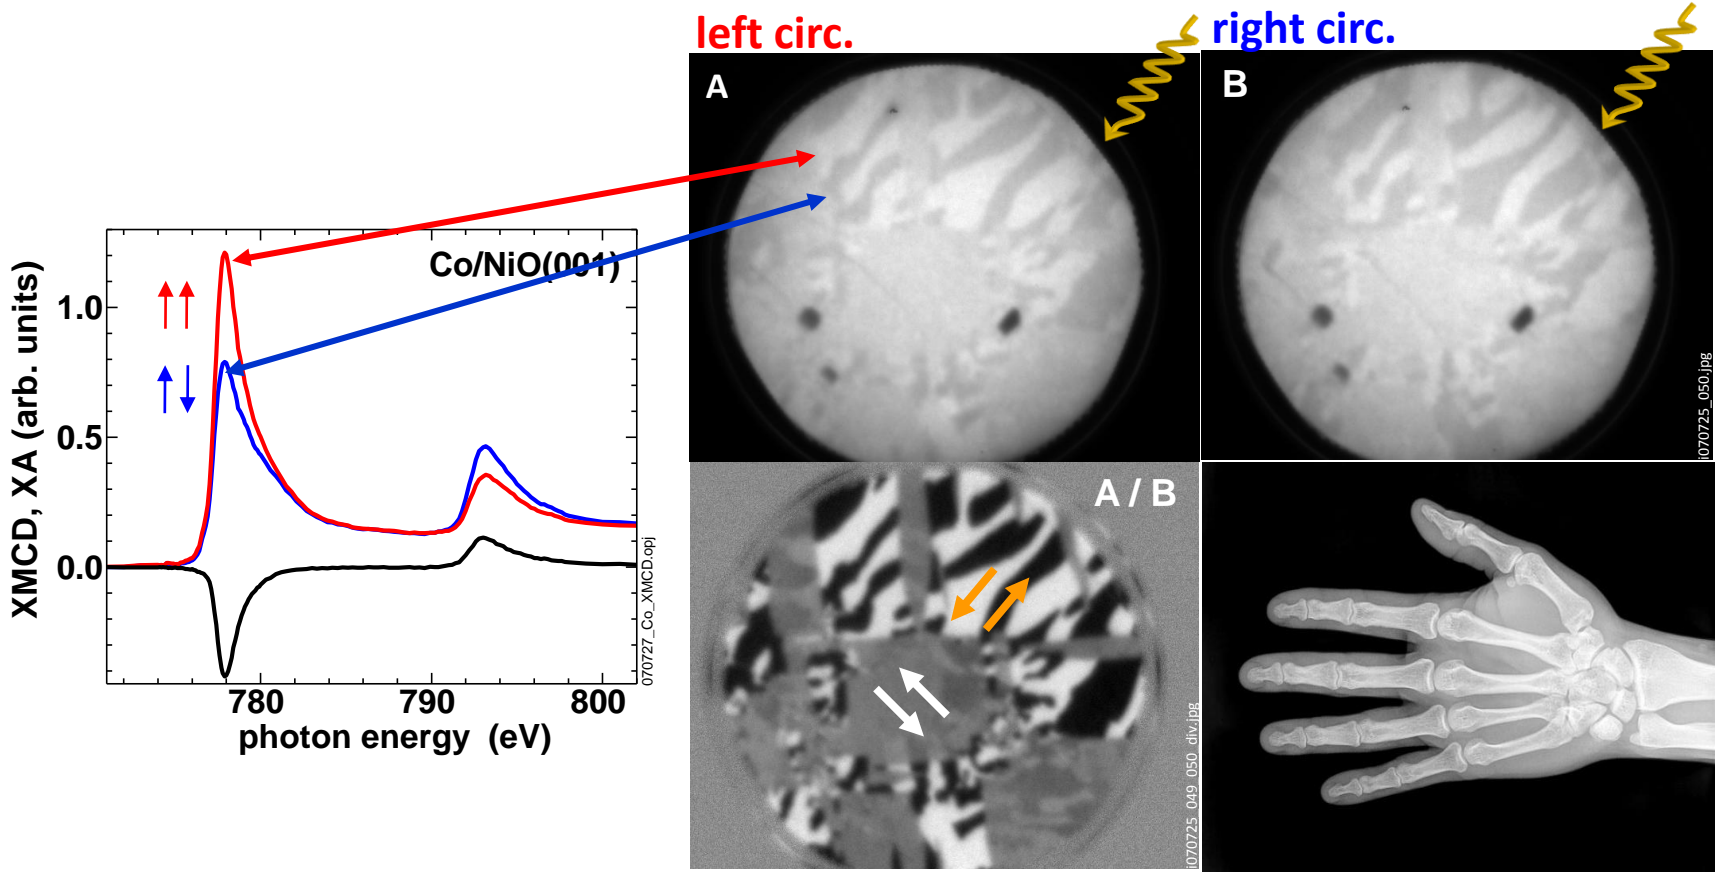 left circ.
right circ.
A
B
Co/NiO(001)
1.0
0.5
0.0
XMCD, XA (arb. units)
780
790
800
photon energy (eV)
070727_Co_XMCD.opj
i070725_050.jpg
A / B
i070725_049_050_div.jpg